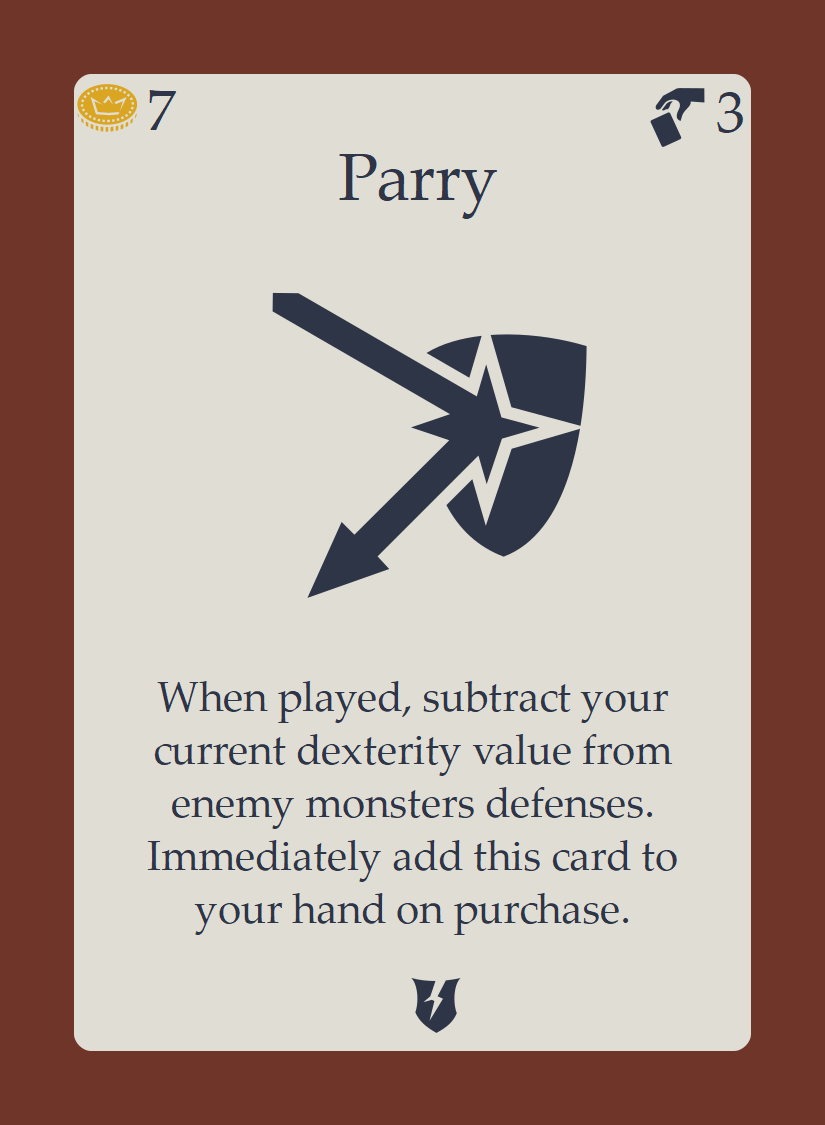 7
3
Parry
When played, subtract your
current dexterity value from
enemy monsters defenses.
Immediately add this card to
your hand on purchase.